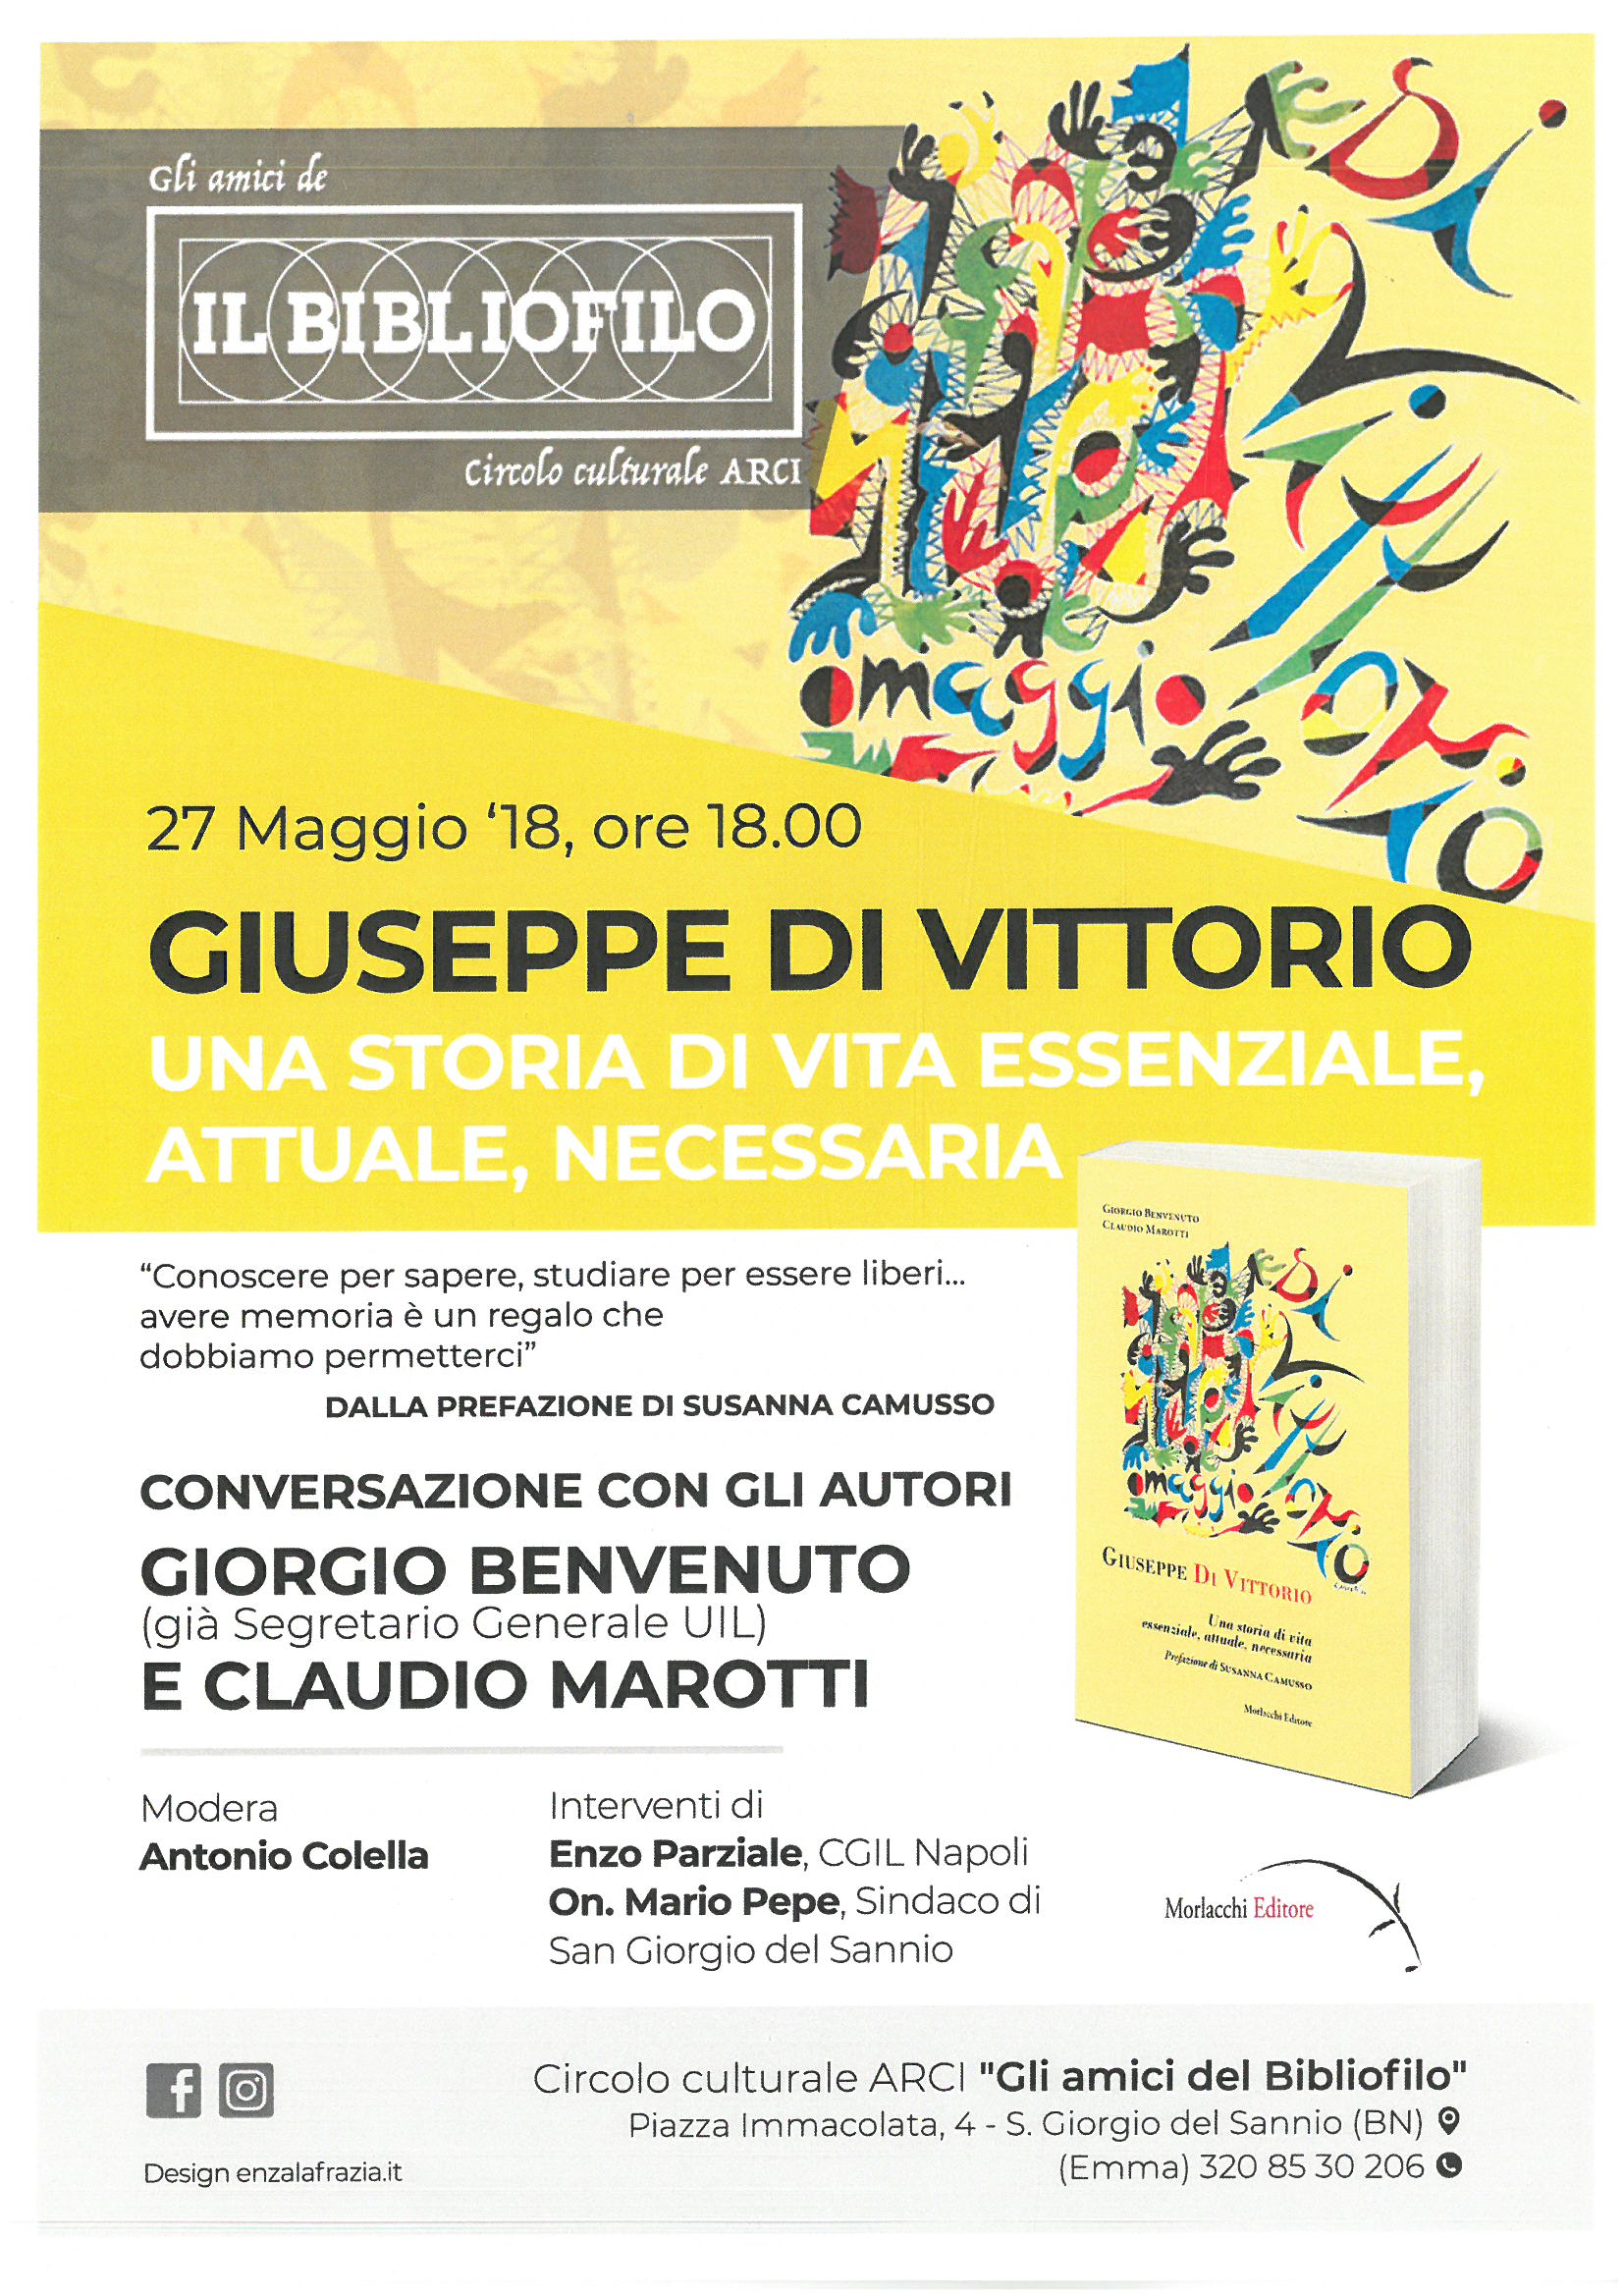 Gli amici de
IL BIBLIOFILO
Circolo culturale ARCI
DI
omaggio
27 Maggio ‘18, ore 18.00
GIUSEPPE DI VITTORIO
UNA STORIA DI VITA ESSENZIALE,
ATTUALE, NECESSARIA
“Conoscere per sapere, studiare per essere liberi...
avere memoria è un regalo che
dobbiamo permetterci”
DALLA PREFAZIONE DI SUSANNA CAMUSSO
CONVERSAZIONE CON GLI AUTORI
GIORGIO BENVENUTO
(già Segretario Generale UIL)
E CLAUDIO MAROTTI
GIORGIO BENVENUTO
CLAUDIO MAROTTI
DI
omaggio
GIUSEPPE DI VITTORIO
Una storia di vita
essenziale, attuale, necessaria
Prefazione di SUSANNA CAMUSSO
Morlacchi Editore
Modera
Antonio Colella
Interventi di
Enzo Parziale, CGIL Napoli
On. Mario Pepe, Sindaco di
San Giorgio del Sannio
Morlacchi Editore
Circolo culturale ARCI "Gli amici del Bibliofilo"
Piazza Immacolata, 4 - S. Giorgio del Sannio (BN)
(Emma) 320 85 30 206
Design enzalafrazia.it